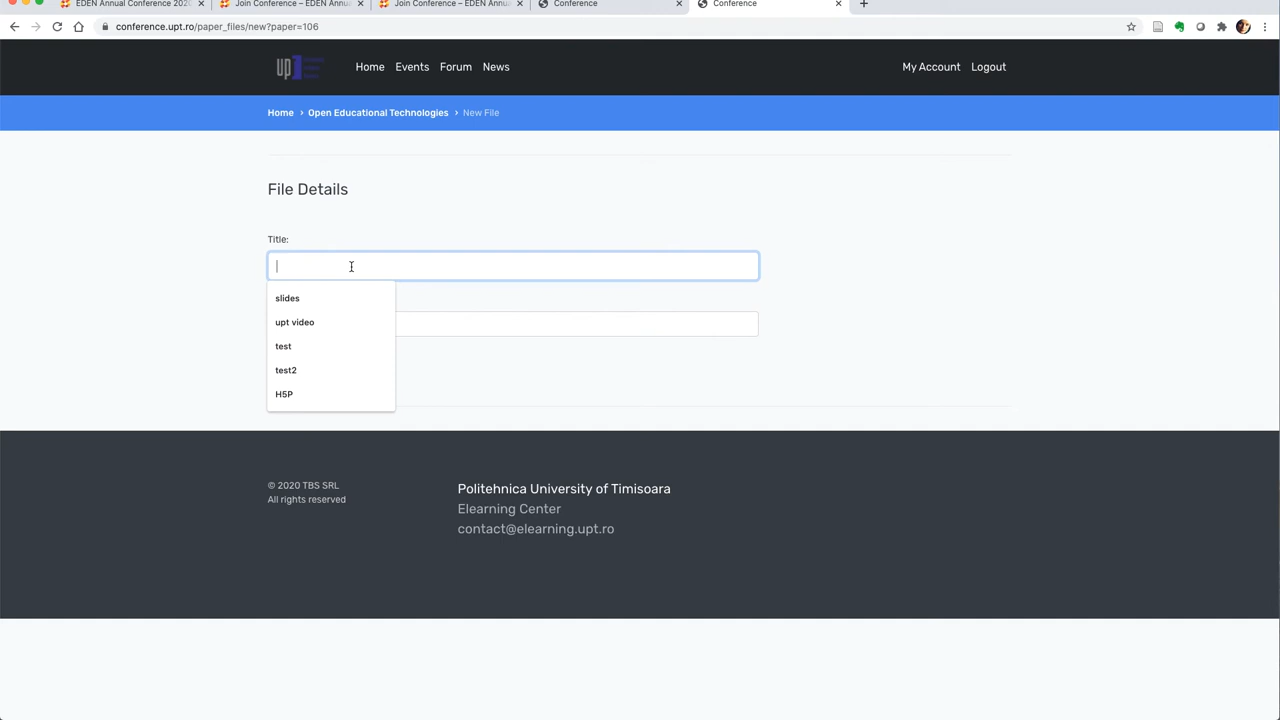 EDEN Annual Conference 2020
Join Conference – EDEN Annu
Join Conference – EDEN Annu
Conference
Conference
conference.upt.ro/paper_files/new?paper=106
up
Home
Events
Forum
News
My Account
Logout
Home › Open Educational Technologies › New File
File Details
Title:
slides
upt video
test
test2
H5P
© 2020 TBS SRL
All rights reserved
Politehnica University of Timisoara
Elearning Center
contact@elearning.upt.ro